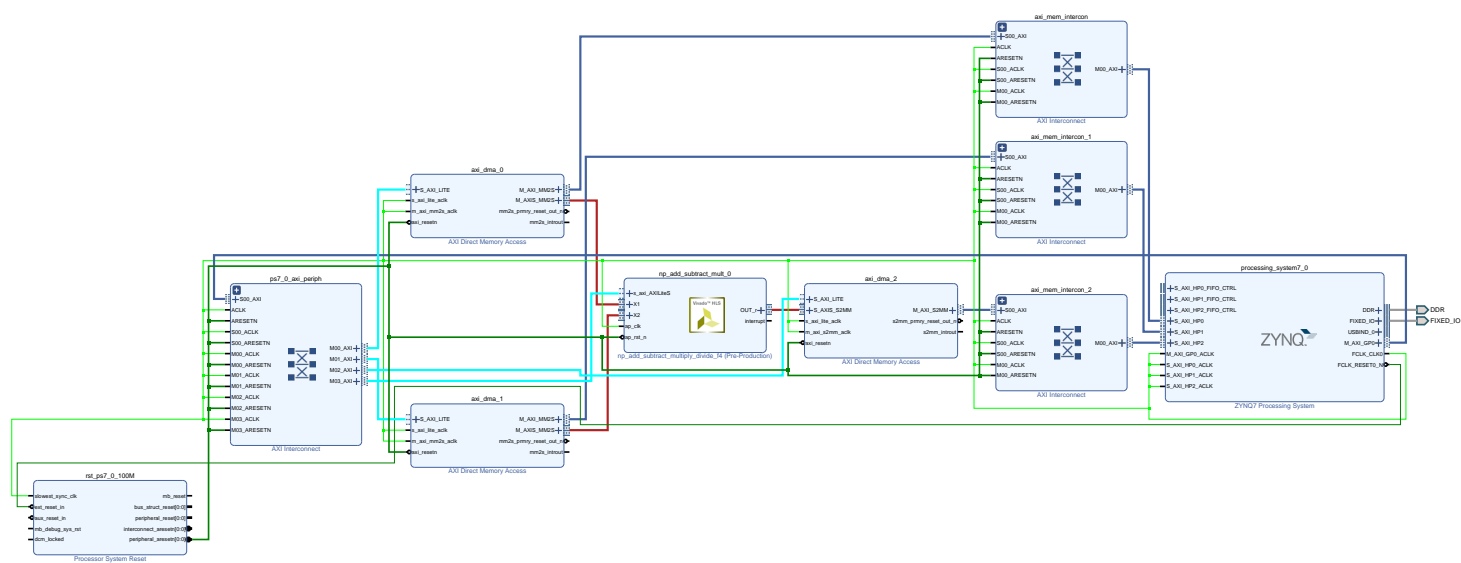 axi_mem_intercon
S00_AXI
ACLK
ARESETN
S00_ACLK
S00_ARESETN
M00_ACLK
M00_ARESETN
M00_AXI
AXI Interconnect
axi_mem_intercon_1
S00_AXI
ACLK
ARESETN
S00_ACLK
S00_ARESETN
M00_ACLK
M00_ARESETN
M00_AXI
AXI Interconnect
axi_dma_0
S_AXI_LITE
s_axi_lite_aclk
m_axi_mm2s_aclk
axi_resetn
M_AXI_MM2S
M_AXIS_MM2S
mm2s_prmry_reset_out_n
mm2s_introut
AXI Direct Memory Access
ps7_0_axi_periph
S00_AXI
ACLK
ARESETN
S00_ACLK
S00_ARESETN
M00_ACLK
M00_ARESETN
M01_ACLK
M01_ARESETN
M02_ACLK
M02_ARESETN
M03_ACLK
M03_ARESETN
M00_AXI
M01_AXI
M02_AXI
M03_AXI
AXI Interconnect
np_add_subtract_mult_0
s_axi_AXILiteS
X1
X2
ap_clk
ap_rst_n
Vivado™ HLS
OUT_r
interrupt
np_add_subtract_multiply_divide_f4 (Pre-Production)
axi_dma_2
S_AXI_LITE
S_AXIS_S2MM
s_axi_lite_aclk
m_axi_s2mm_aclk
axi_resetn
M_AXI_S2MM
s2mm_prmry_reset_out_n
s2mm_introut
AXI Direct Memory Access
axi_mem_intercon_2
S00_AXI
ACLK
ARESETN
S00_ACLK
S00_ARESETN
M00_ACLK
M00_ARESETN
M00_AXI
AXI Interconnect
processing_system7_0
S_AXI_HP0_FIFO_CTRL
S_AXI_HP1_FIFO_CTRL
S_AXI_HP2_FIFO_CTRL
S_AXI_HP0
S_AXI_HP1
S_AXI_HP2
M_AXI_GP0_ACLK
S_AXI_HP0_ACLK
S_AXI_HP1_ACLK
S_AXI_HP2_ACLK
ZYNQ
DDR
FIXED_IO
USBIND_0
M_AXI_GP0
FCLK_CLK0
FCLK_RESET0_N
ZYNQ7 Processing System
DDR
FIXED_IO
axi_dma_1
S_AXI_LITE
s_axi_lite_aclk
m_axi_mm2s_aclk
axi_resetn
M_AXI_MM2S
M_AXIS_MM2S
mm2s_prmry_reset_out_n
mm2s_introut
AXI Direct Memory Access
rst_ps7_0_100M
slowest_sync_clk
ext_reset_in
aux_reset_in
mb_debug_sys_rst
dcm_locked
mb_reset
bus_struct_reset[0:0]
peripheral_reset[0:0]
interconnect_aresetn[0:0]
peripheral_aresetn[0:0]
Processor System Reset